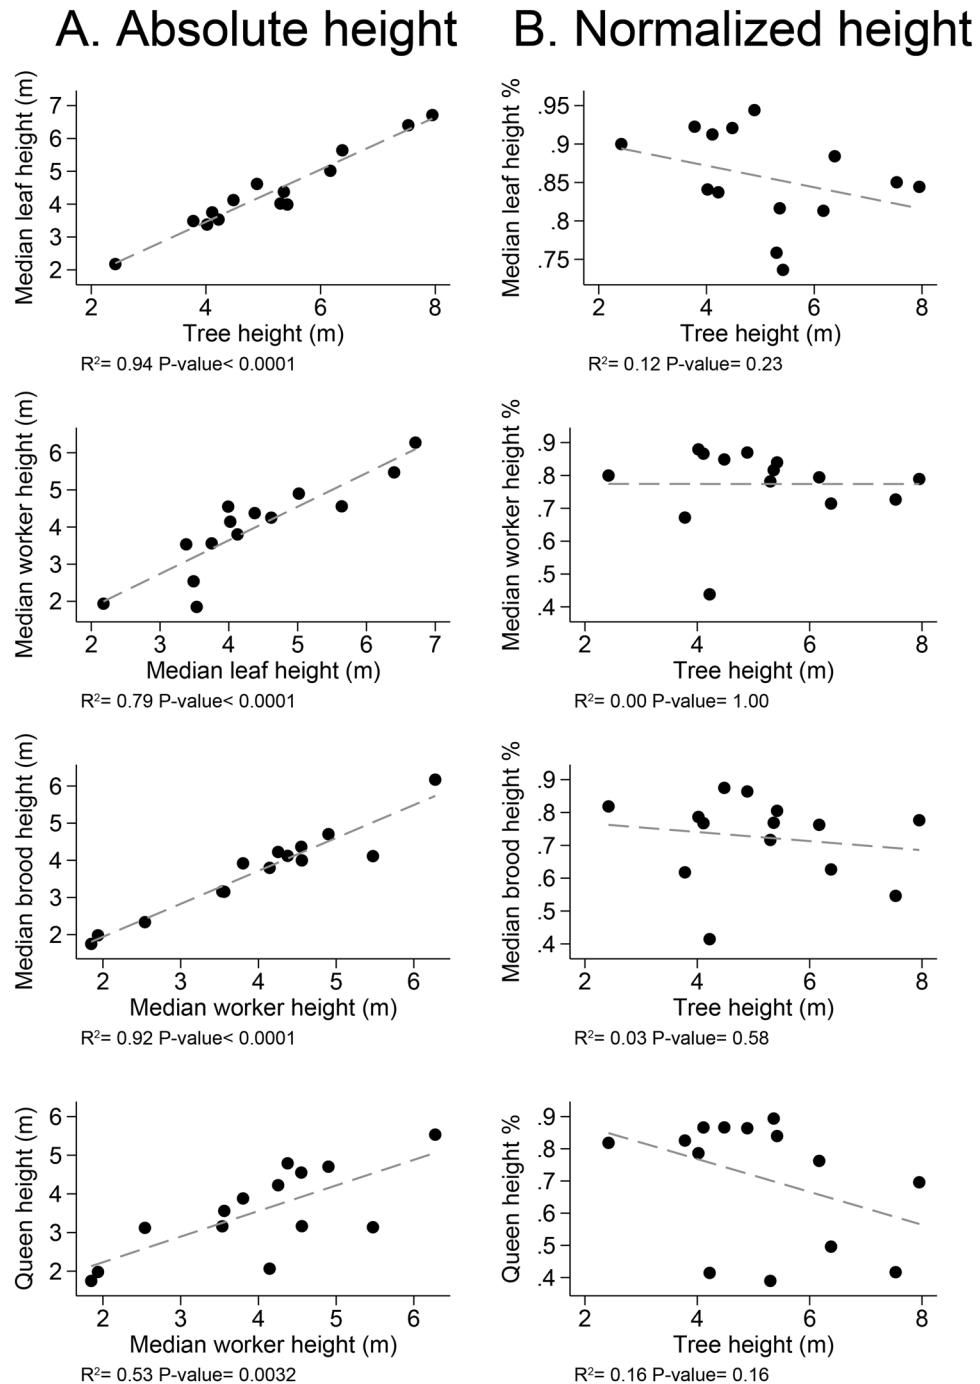 A. Absolute height
B. Normalized height
Median leaf height (m)
7
6
5
4
3
2
2 4 6 8
Tree height (m)
R²= 0.94 P-value< 0.0001
Median leaf height %
.95
.9
.85
.8
.75
2 4 6 8
Tree height (m)
R²= 0.12 P-value= 0.23
Median worker height (m)
6
5
4
3
2
2 3 4 5 6 7
Median leaf height (m)
R²= 0.79 P-value< 0.0001
Median worker height %
.9
.8
.7
.6
.5
.4
2 4 6 8
Tree height (m)
R²= 0.00 P-value= 1.00
Median brood height (m)
6
5
4
3
2
2 3 4 5 6
Median worker height (m)
R²= 0.92 P-value< 0.0001
Median brood height %
.9
.8
.7
.6
.5
.4
2 4 6 8
Tree height (m)
R²= 0.03 P-value= 0.58
Queen height (m)
6
5
4
3
2
2 3 4 5 6
Median worker height (m)
R²= 0.53 P-value= 0.0032
Queen height %
.9
.8
.7
.6
.5
.4
2 4 6 8
Tree height (m)
R²= 0.16 P-value= 0.16